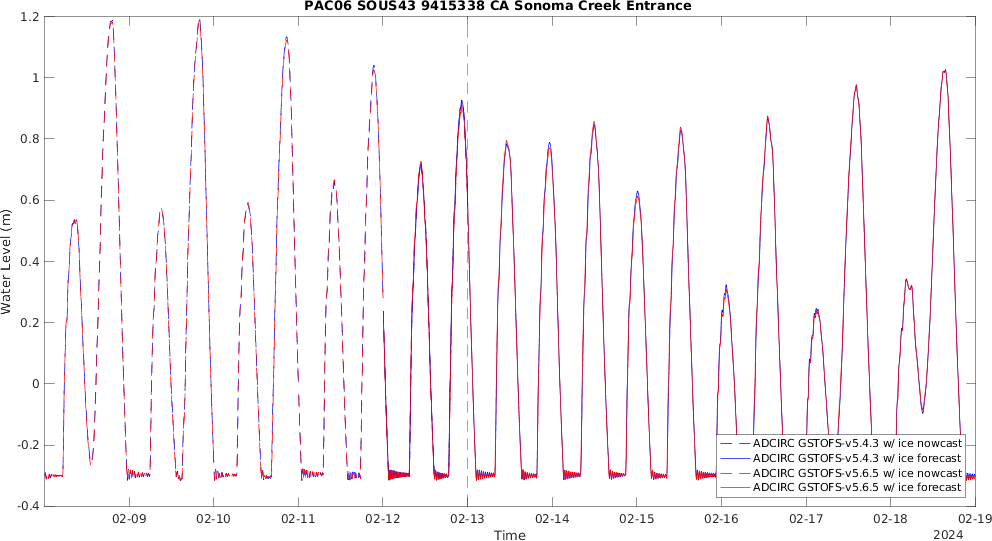 PAC06 SOUS43 9415338 CA Sonoma Creek Entrance
1.2
1
0.8
0.6
0.4
0.2
0
-0.2
-0.4
Water Level (m)
ADCIRC GSTOFS-v5.4.3 w/ ice nowcast
ADCIRC GSTOFS-v5.4.3 w/ ice forecast
ADCIRC GSTOFS-v5.6.5 w/ ice nowcast
ADCIRC GSTOFS-v5.6.5 w/ ice forecast
02-09 02-10 02-11 02-12 02-13 02-14 02-15 02-16 02-17 02-18 02-19
Time
2024